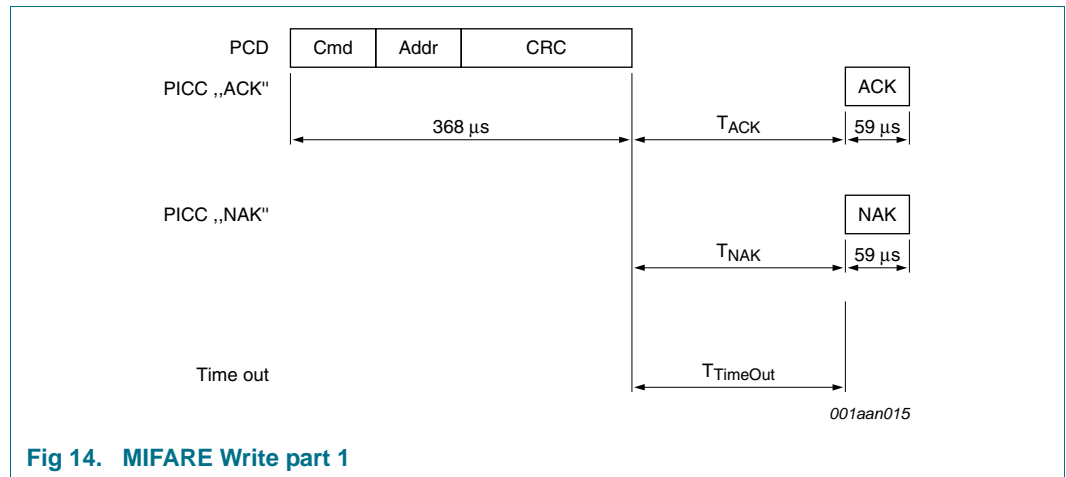 PCD Cmd Addr CRC
PICC ,,ACK" ACK
368 µs TACK 59 µs
PICC ,,NAK" NAK
TNAK 59 µs
Time out TTimeOut
001aan015
Fig 14. MIFARE Write part 1